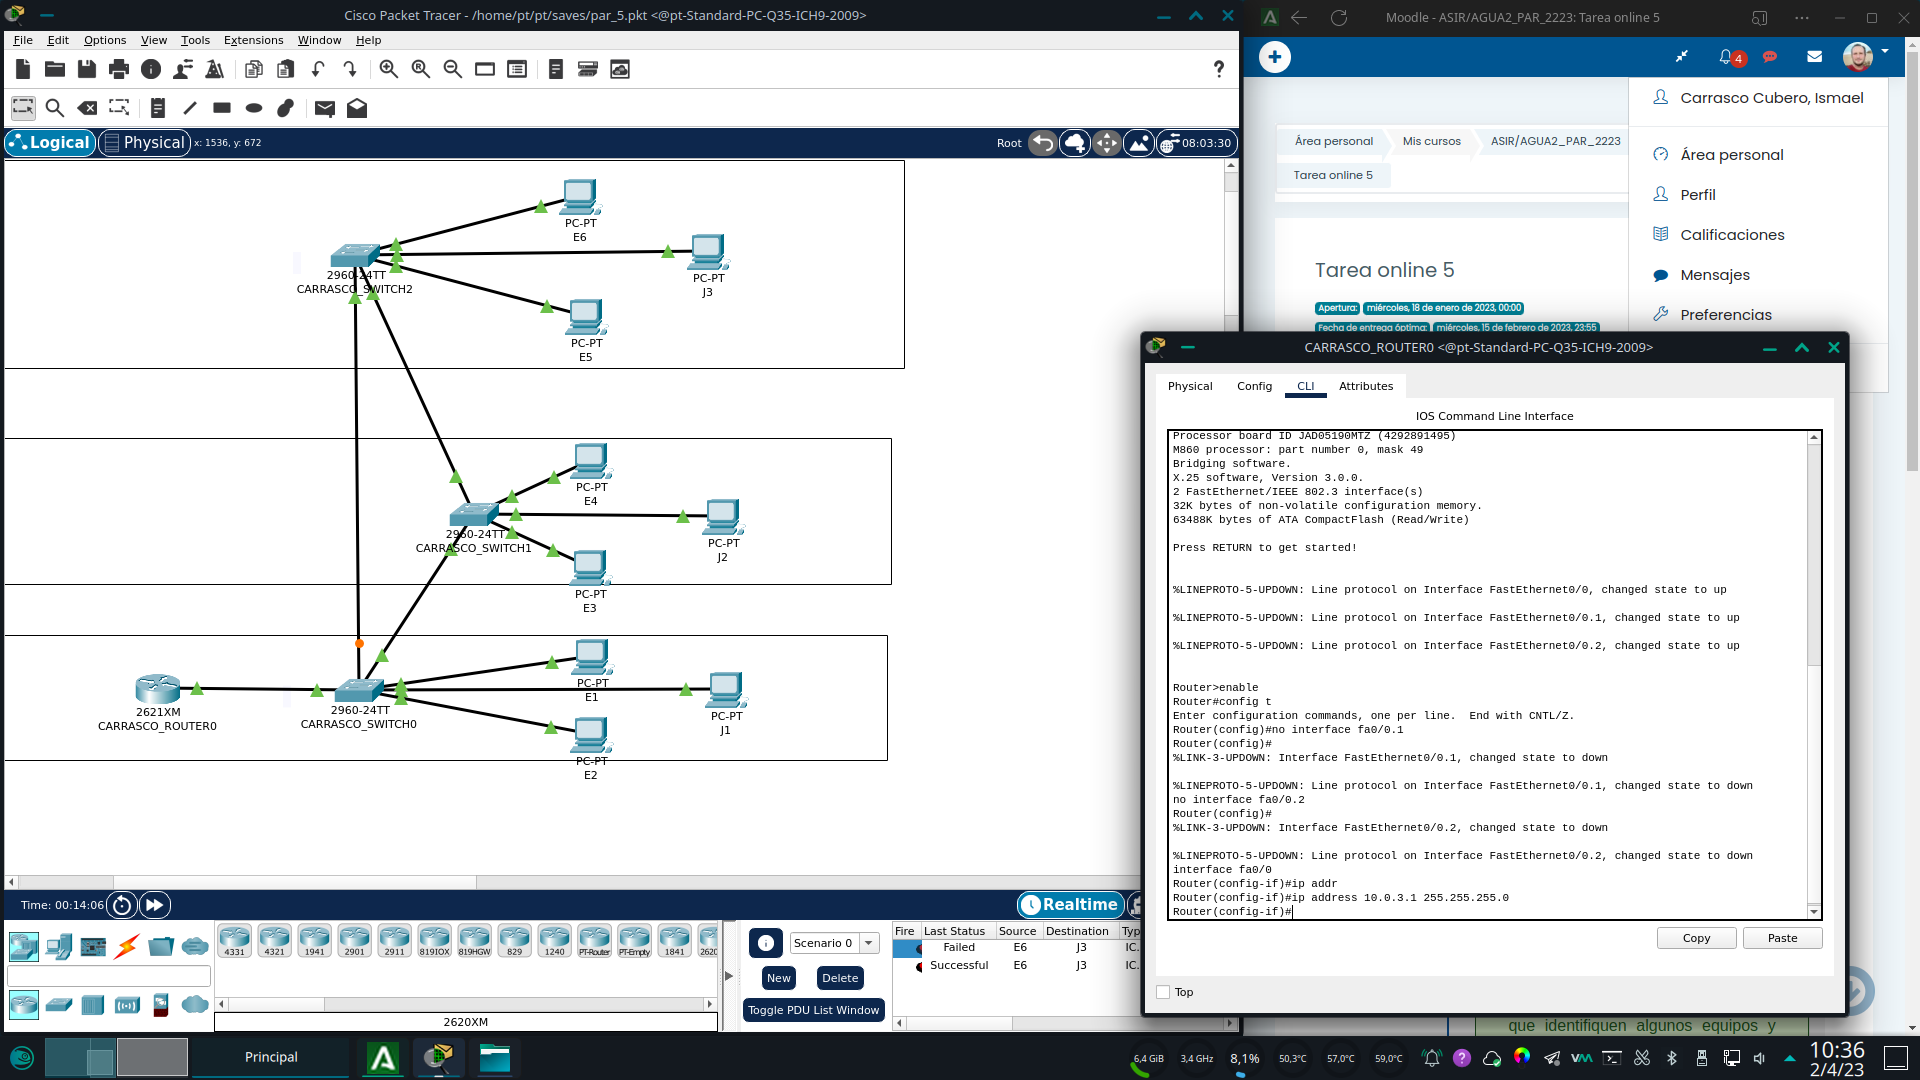 Cisco Packet Tracer - /home/pt/pt/saves/par_5.pkt <@pt-Standard-PC-Q35-ICH9-2009>
File Edit Options View Tools Extensions Window Help
Logical Physical x: 1536, y: 672
Root 08:03:30
PC-PT
E6
2960-24TT
CARRASCO_SWITCH2
PC-PT
J3
PC-PT
E5
PC-PT
E4
2960-24TT
CARRASCO_SWITCH1
PC-PT
J2
PC-PT
E3
2621XM
CARRASCO_ROUTER0
2960-24TT
CARRASCO_SWITCH0
PC-PT
E1
PC-PT
J1
PC-PT
E2
Time: 00:14:06
Realtime
4331 4321 1941 2901 2911 819IOX 819HGW 829 1240 PT-Router PT-Empty 1841 262
2620XM
Scenario 0
New Delete
Toggle PDU List Window
Fire Last Status Source Destination Typ
Failed E6 J3 IC.
Successful E6 J3 IC.
Moodle - ASIR/AGUA2_PAR_2223: Tarea online 5
4
Área personal Mis cursos ASIR/AGUA2_PAR_2223
Tarea online 5
Tarea online 5
Apertura: miércoles, 18 de enero de 2023, 00:00
Fecha de entrega óptima: miércoles, 15 de febrero de 2023, 23:55
Carrasco Cubero, Ismael
Área personal
Perfil
Calificaciones
Mensajes
Preferencias
CARRASCO_ROUTER0 <@pt-Standard-PC-Q35-ICH9-2009>
Physical Config CLI Attributes
IOS Command Line Interface
Processor board ID JAD05190MTZ (4292891495)
M860 processor: part number 0, mask 49
Bridging software.
X.25 software, Version 3.0.0.
2 FastEthernet/IEEE 802.3 interface(s)
32K bytes of non-volatile configuration memory.
63488K bytes of ATA CompactFlash (Read/Write)
Press RETURN to get started!
%LINEPROTO-5-UPDOWN: Line protocol on Interface FastEthernet0/0, changed state to up
%LINEPROTO-5-UPDOWN: Line protocol on Interface FastEthernet0/0.1, changed state to up
%LINEPROTO-5-UPDOWN: Line protocol on Interface FastEthernet0/0.2, changed state to up
Router>enable
Router#config t
Enter configuration commands, one per line.  End with CNTL/Z.
Router(config)#no interface fa0/0.1
Router(config)#
%LINK-3-UPDOWN: Interface FastEthernet0/0.1, changed state to down
%LINEPROTO-5-UPDOWN: Line protocol on Interface FastEthernet0/0.1, changed state to down
no interface fa0/0.2
Router(config)#
%LINK-3-UPDOWN: Interface FastEthernet0/0.2, changed state to down
%LINEPROTO-5-UPDOWN: Line protocol on Interface FastEthernet0/0.2, changed state to down
interface fa0/0
Router(config-if)#ip addr
Router(config-if)#ip address 10.0.3.1 255.255.255.0
Router(config-if)#
Copy Paste
Top
que identifiquen algunos equipos y
Principal
6,4 GiB 3,4 GHz 8,1% 50,3°C 57,0°C 59,0°C
10:36
2/4/23